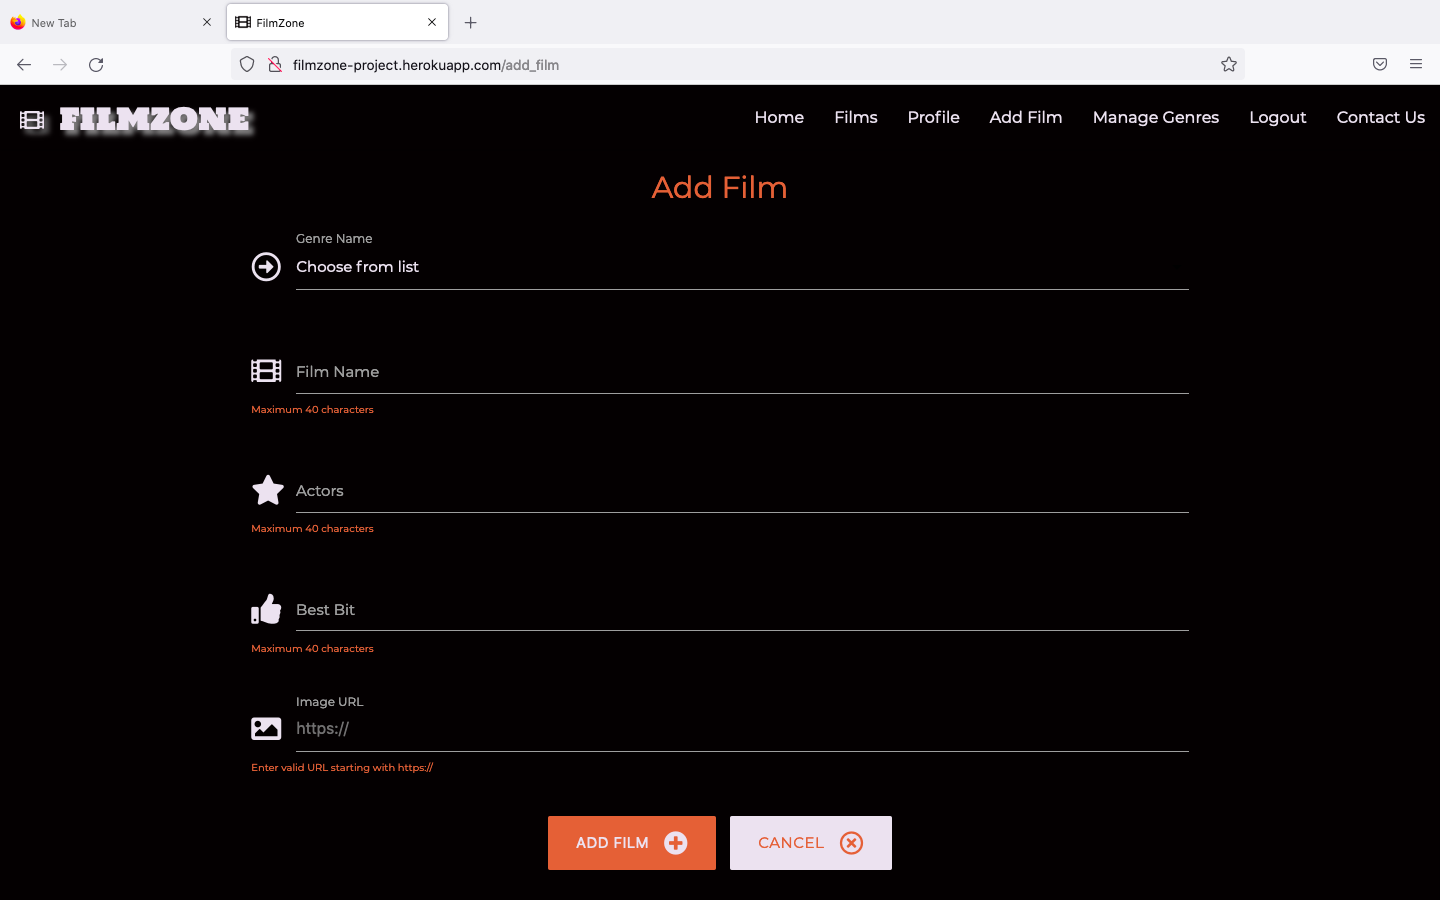 New Tab
FilmZone
filmzone-project.herokuapp.com/add_film
FILMZONE
Home Films Profile Add Film Manage Genres Logout Contact Us
Add Film
Genre Name
Choose from list
Film Name
Maximum 40 characters
Actors
Maximum 40 characters
Best Bit
Maximum 40 characters
Image URL
https://
Enter valid URL starting with https://
ADD FILM
CANCEL